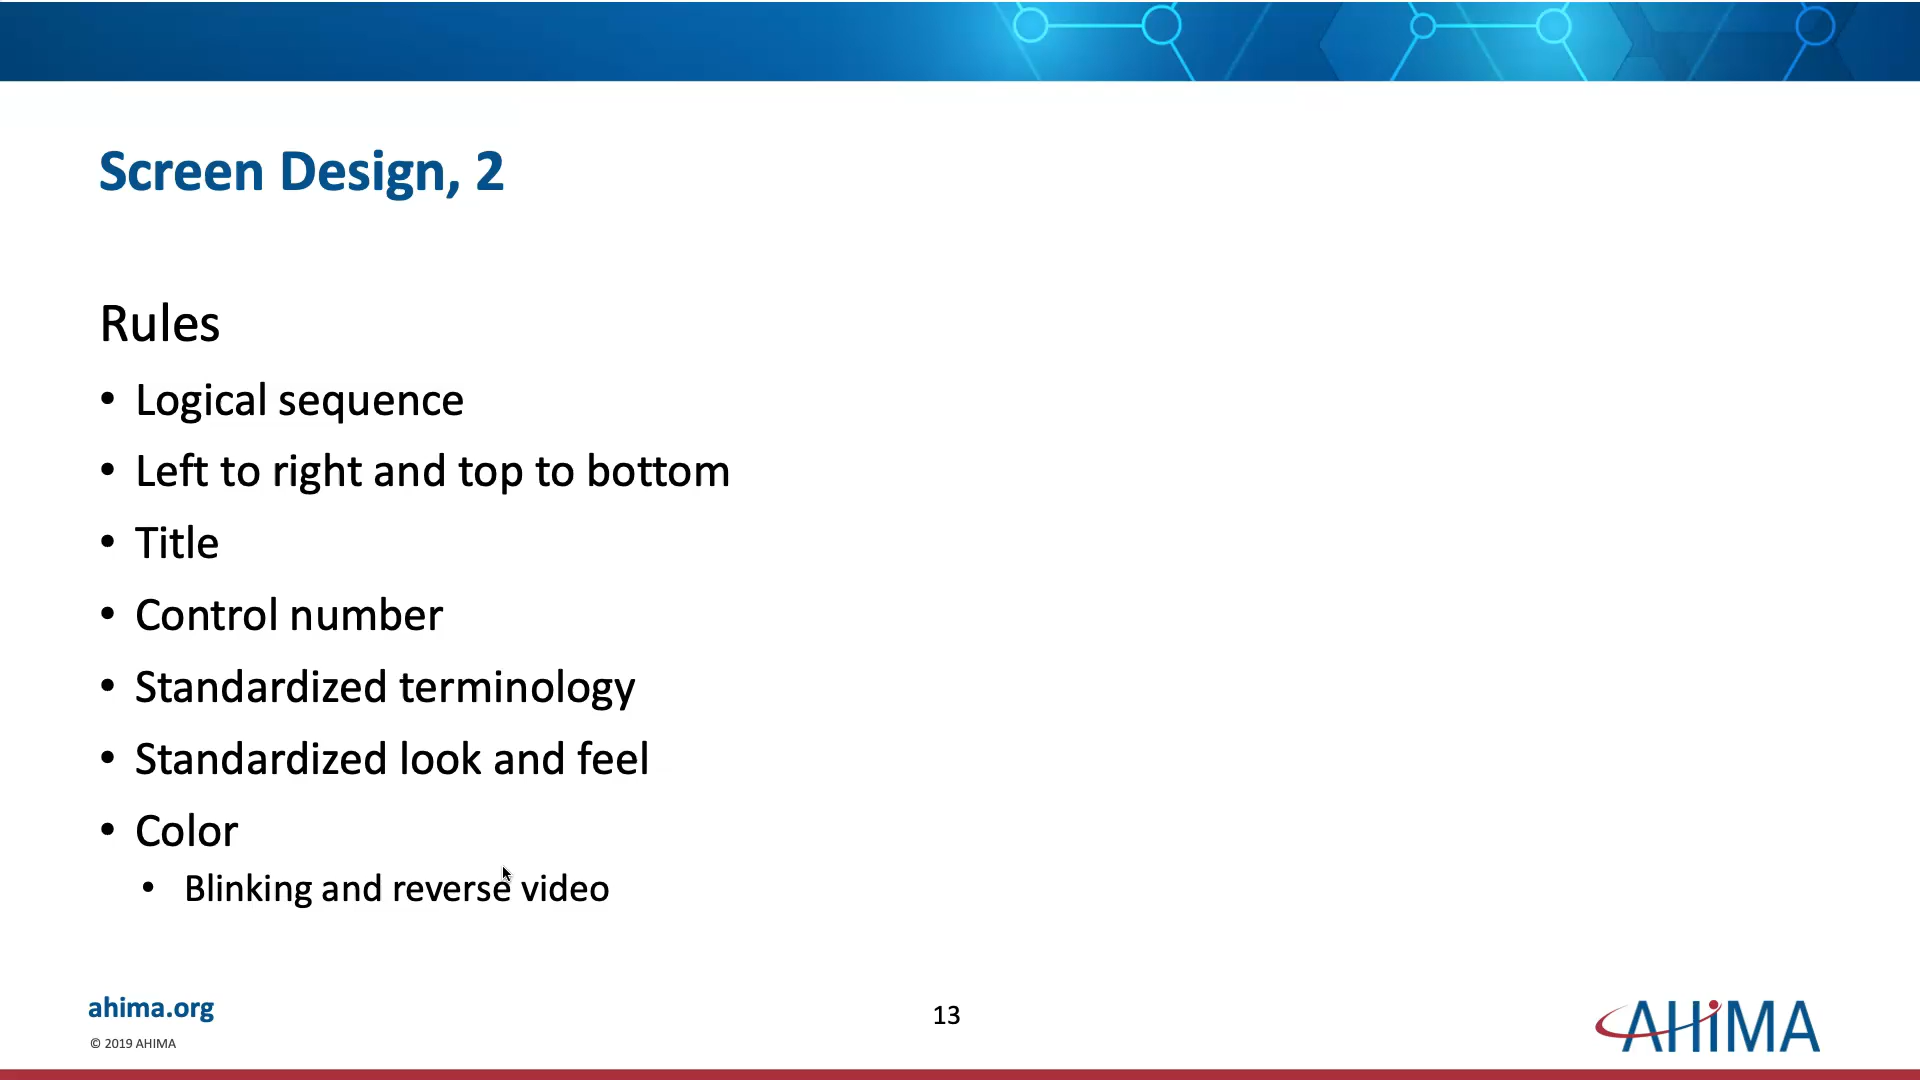 Screen Design, 2
Rules
• Logical sequence
• Left to right and top to bottom
• Title
• Control number
• Standardized terminology
• Standardized look and feel
• Color
• Blinking and reverse video
ahima.org
© 2019 AHIMA
13
AHiMA